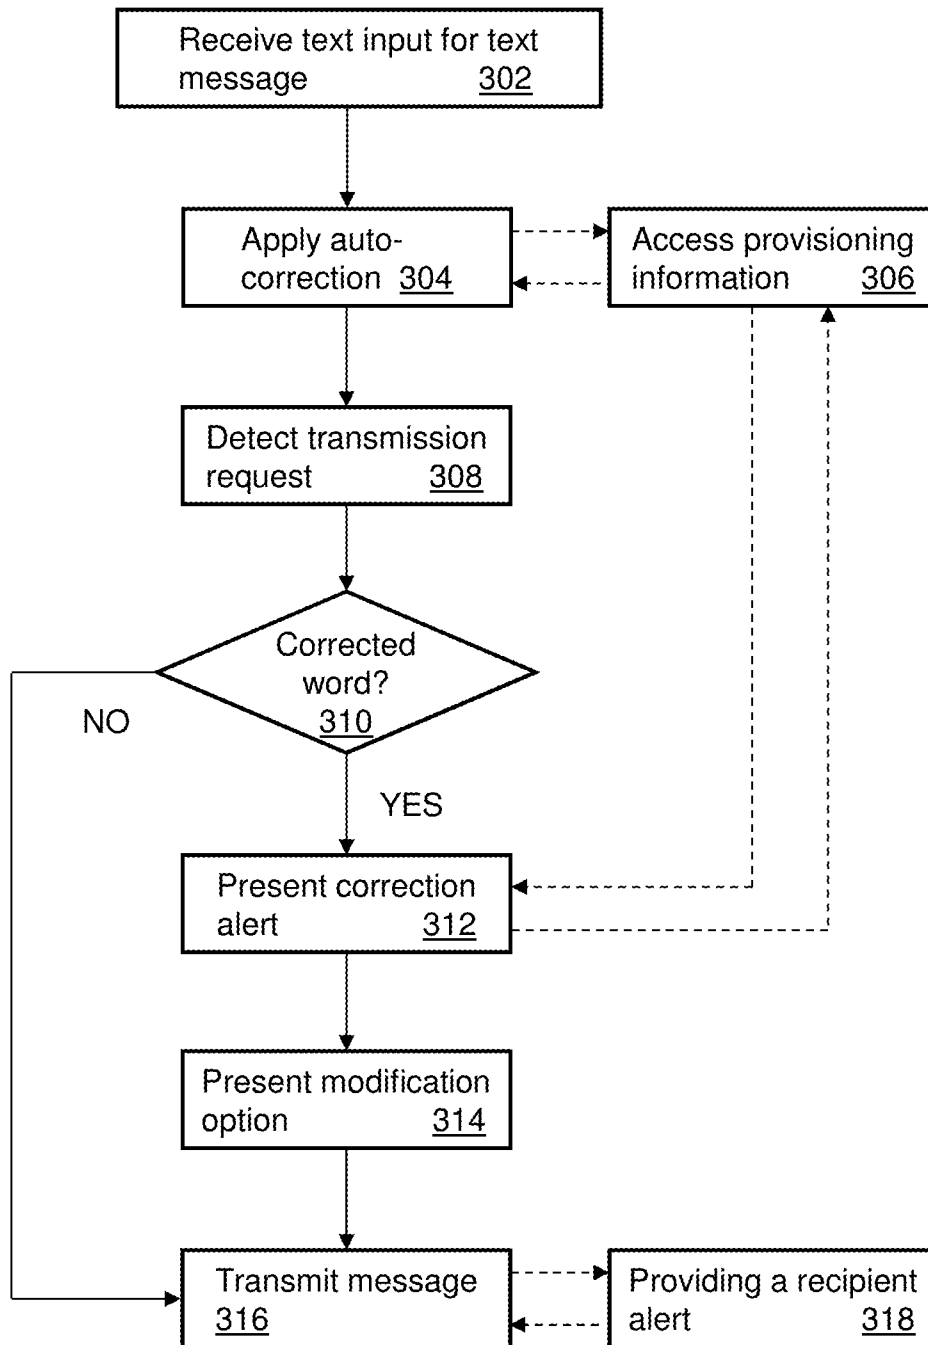 Receive text input for text
message 302
Apply auto-
correction 304
Access provisioning
information 306
Detect transmission
request 308
Corrected
word?
310
NO
YES
Present correction
alert 312
Present modification
option 314
Transmit message
316
Providing a recipient
alert 318